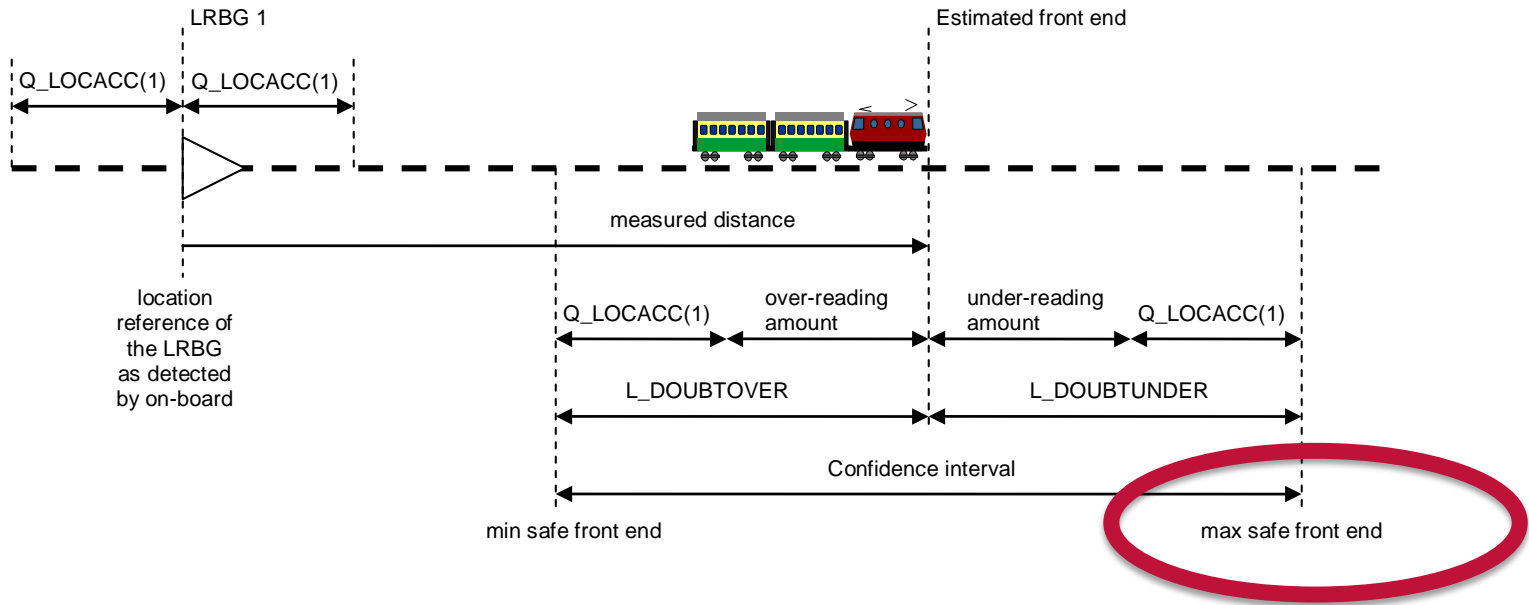 LRBG 1
Estimated front end
Q_LOCACC(1)
Q_LOCACC(1)
measured distance
location
reference of
the LRBG
as detected
by on-board
over-reading
amount
under-reading
amount
Q_LOCACC(1)
Q_LOCACC(1)
L_DOUBTOVER
L_DOUBTUNDER
Confidence interval
min safe front end
max safe front end